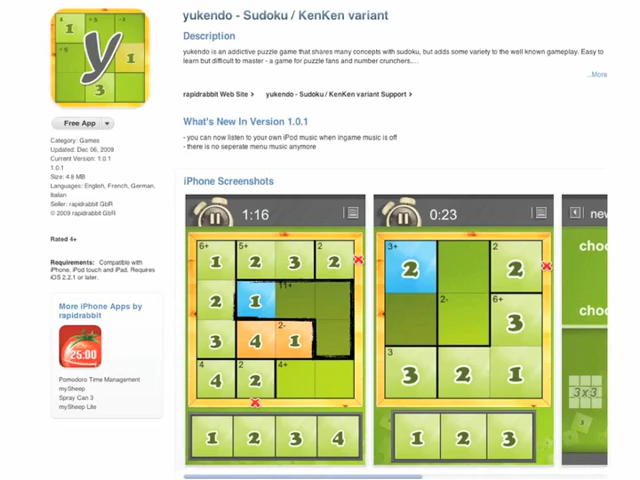 yukendo - Sudoku / KenKen variant
Description
yukendo is an addictive puzzle game that shares many concepts with sudoku, but adds some variety to the well known gameplay. Easy to
learn but difficult to master - a game for puzzle fans and number crunchers....
...More
rapidrabbit Web Site
yukendo - Sudoku / KenKen variant Support
What's New In Version 1.0.1
- you can now listen to your own iPod music when ingame music is off
- there is no seperate menu music anymore
y
1
1
3
Free App
Category: Games
Updated: Dec 06, 2009
Current Version: 1.0.1
1.0.1
Size: 4.8 MB
Languages: English, French, German,
Italian
Seller: rapidrabbit GbR
© 2009 rapidrabbit GbR
Rated 4+
Requirements: Compatible with
iPhone, iPod touch and iPad. Requires
iOS 2.2.1 or later.
More iPhone Apps by
rapidrabbit
25:00
Pomodoro Time Management
mySheep
Spray Can 3
mySheep Lite
iPhone Screenshots
1:16
6+ 5+ 2
1 2 3 2
11+
2 1
2-
3 4 1
4 2 4+
4 2
1 2 3 4
0:23
3+ 2
2 2
2- 6+
3
3
3 2 1
1 2 3
new
choo
choo
3x3
3